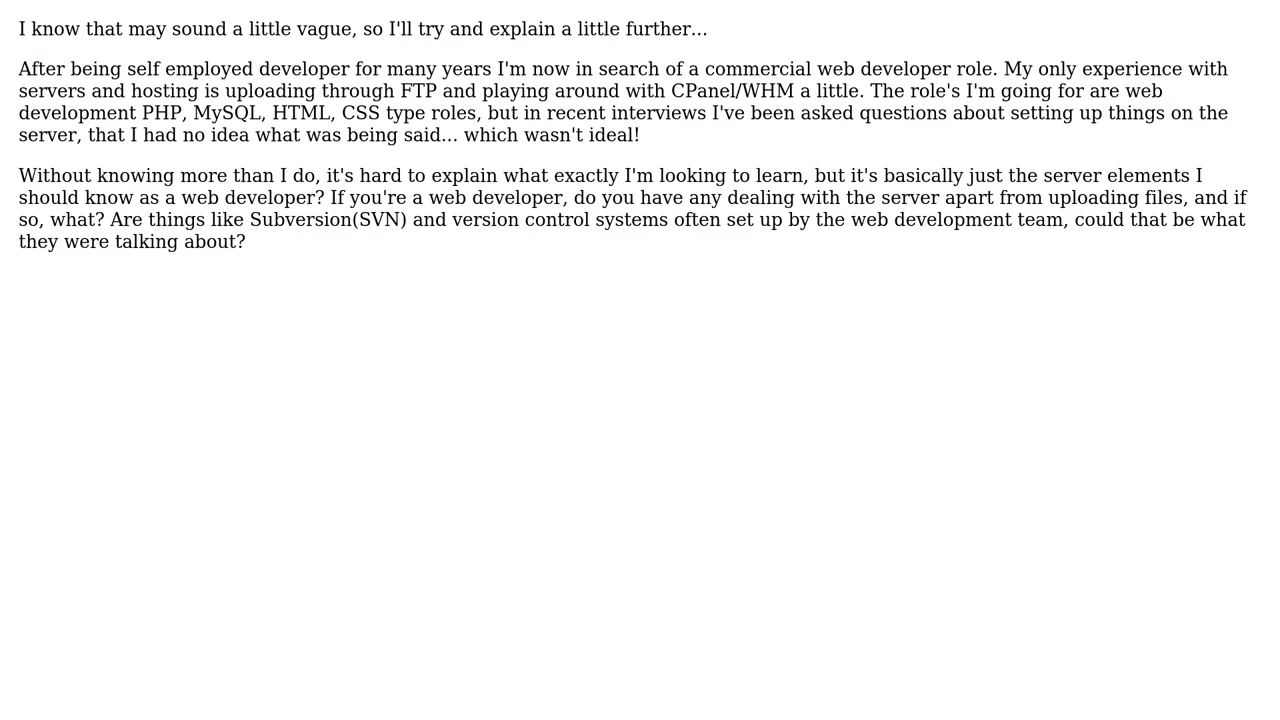 I know that may sound a little vague, so I'll try and explain a little further...
After being self employed developer for many years I'm now in search of a commercial web developer role. My only experience with
servers and hosting is uploading through FTP and playing around with CPanel/WHM a little. The role's I'm going for are web
development PHP, MySQL, HTML, CSS type roles, but in recent interviews I've been asked questions about setting up things on the
server, that I had no idea what was being said... which wasn't ideal!
Without knowing more than I do, it's hard to explain what exactly I'm looking to learn, but it's basically just the server elements I
should know as a web developer? If you're a web developer, do you have any dealing with the server apart from uploading files, and if
so, what? Are things like Subversion(SVN) and version control systems often set up by the web development team, could that be what
they were talking about?